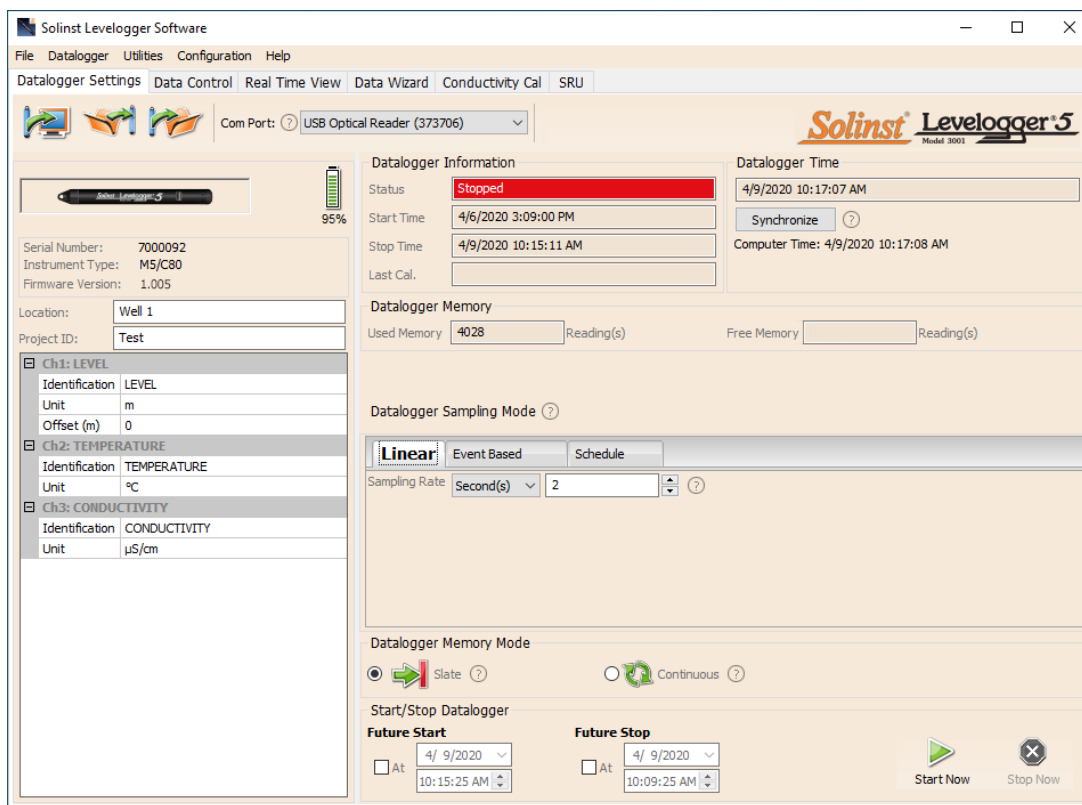 Solinst Levelogger Software
File Datalogger Utilities Configuration Help
Datalogger Settings Data Control Real Time View Data Wizard Conductivity Cal SRU
Com Port: ? USB Optical Reader (373706)
Solinst® Levelogger® 5
Model 3001
Solinst Levelogger 5
95%
Serial Number: 7000092
Instrument Type: M5/C80
Firmware Version: 1.005
Location: Well 1
Project ID: Test
Ch1: LEVEL
Identification LEVEL
Unit m
Offset (m) 0
Ch2: TEMPERATURE
Identification TEMPERATURE
Unit ºC
Ch3: CONDUCTIVITY
Identification CONDUCTIVITY
Unit µS/cm
Datalogger Information
Status Stopped
Start Time 4/6/2020 3:09:00 PM
Stop Time 4/9/2020 10:15:11 AM
Last Cal.
Datalogger Time
4/9/2020 10:17:07 AM
Synchronize ?
Computer Time: 4/9/2020 10:17:08 AM
Datalogger Memory
Used Memory 4028 Reading(s) Free Memory Reading(s)
Datalogger Sampling Mode ?
Linear Event Based Schedule
Sampling Rate Second(s) 2 ?
Datalogger Memory Mode
Slate ? Continuous ?
Start/Stop Datalogger
Future Start Future Stop
At 4/ 9/2020 At 4/ 9/2020
10:15:25 AM 10:09:25 AM
Start Now Stop Now